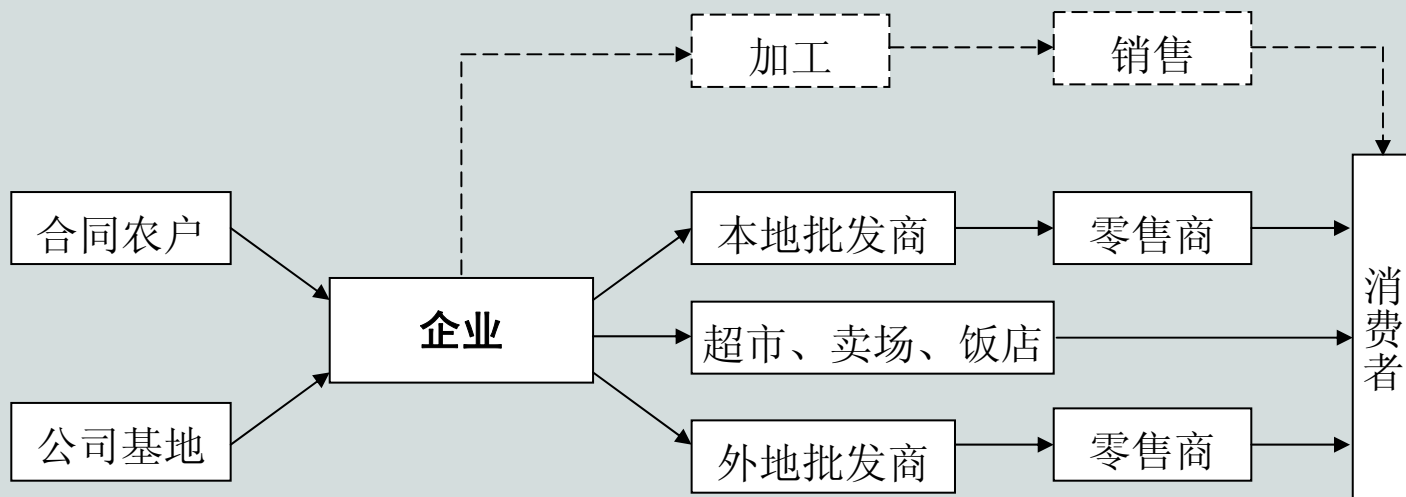 加工
销售
合同农户
本地批发商
零售商
企业
超市、卖场、饭店
消费者
公司基地
外地批发商
零售商